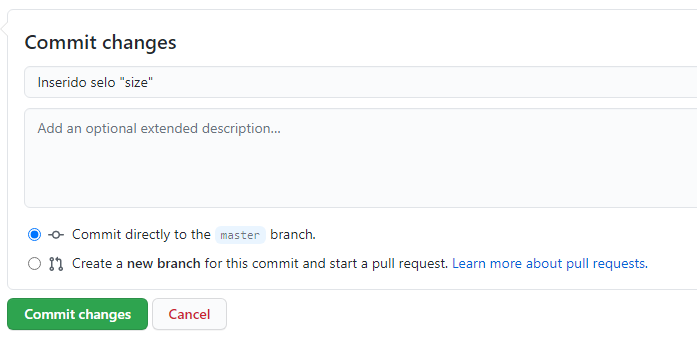 Commit changes
Inserido selo "size"
Add an optional extended description...
Commit directly to the master branch.
Create a new branch for this commit and start a pull request. Learn more about pull requests.
Commit changes
Cancel